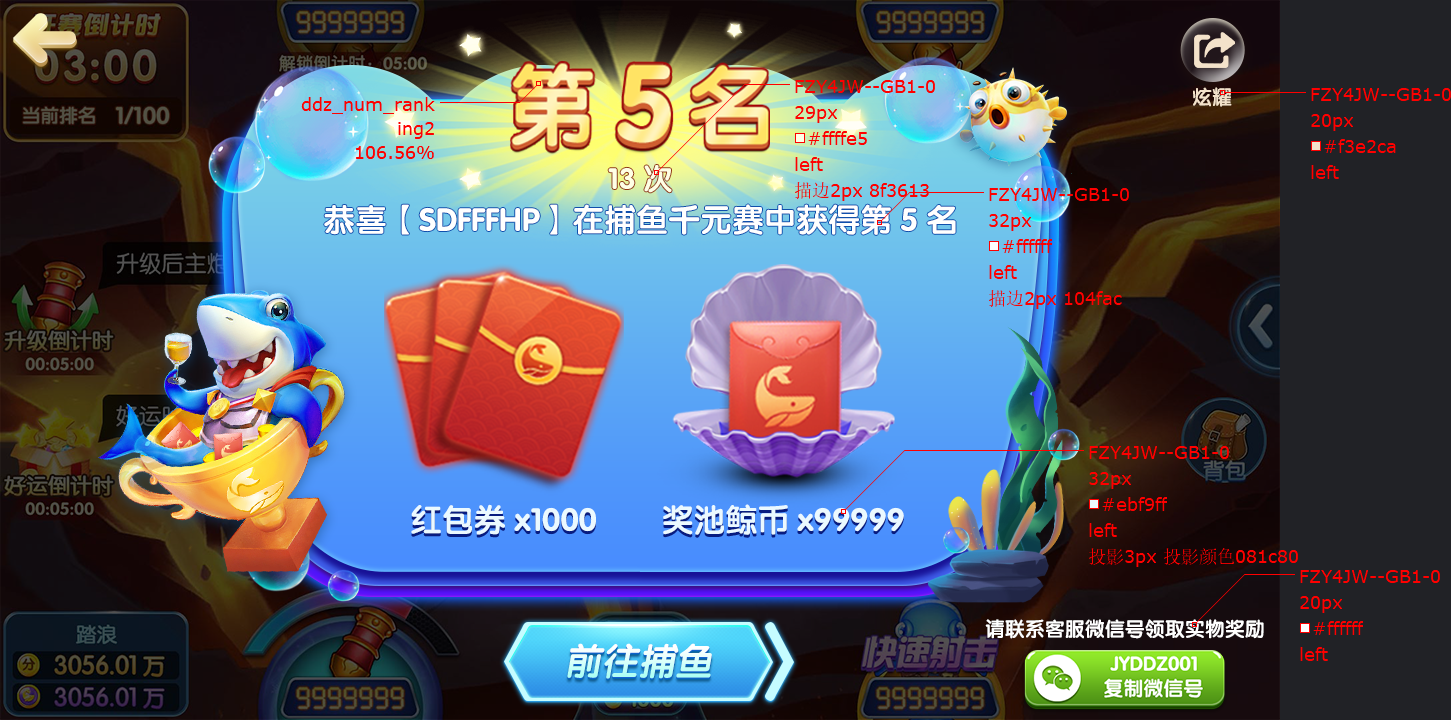 赛倒计时
03:00
当前排名 1/100
9999999
解锁倒计时: 05:00
9999999
炫耀
第5名
13 次
恭喜【SDFFFHP】在捕鱼千元赛中获得第 5 名
ddz_num_rank
ing2
106.56%
FZY4JW--GB1-0
29px
#ffffe5
left
描边2px 8f3613
FZY4JW--GB1-0
20px
#f3e2ca
left
FZY4JW--GB1-0
32px
#ffffff
left
描边2px 104fac
升级后主炮
升级倒计时
00:05:00
好运
好运倒计时
00:05:00
背包
红包券 x1000
奖池鲸币 x99999
FZY4JW--GB1-0
32px
#ebf9ff
left
投影3px 投影颜色081c80
FZY4JW--GB1-0
20px
#ffffff
left
踏浪
分 3056.01 万
3056.01 万
9999999
前往捕鱼
1000
快速射击
9999999
请联系客服微信号领取实物奖励
JYDDZ001
复制微信号